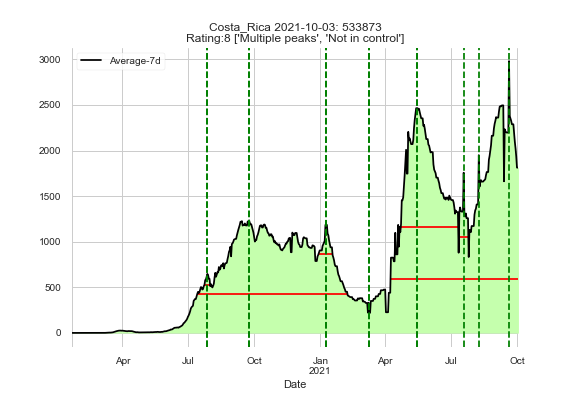 Costa_Rica 2021-10-03: 533873
Rating:8 ['Multiple peaks', 'Not in control']
Average-7d
3000
2500
2000
1500
1000
500
0
Apr Jul Oct Jan Apr Jul Oct
2021
Date